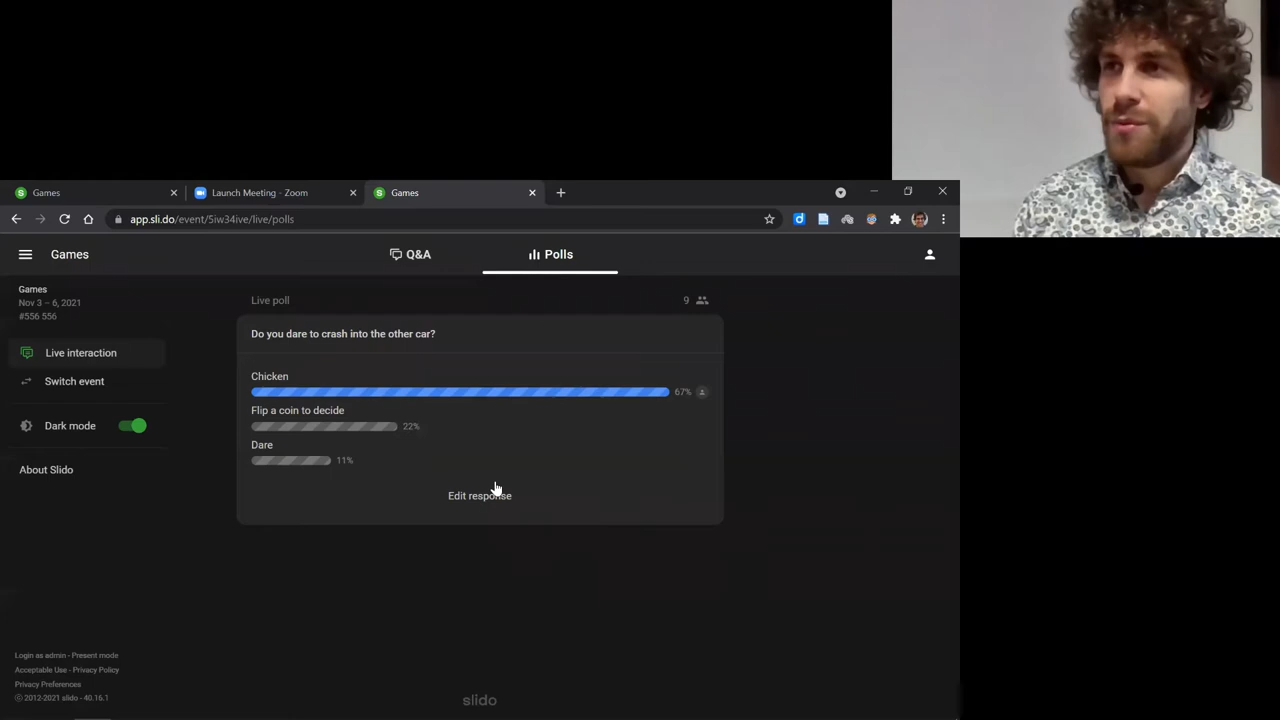 Games
Launch Meeting - Zoom
Games
app.sli.do/event/5iw34ive/live/polls
Games
Q&A
Polls
Games
Nov 3 – 6, 2021
#556 556
Live interaction
Switch event
Dark mode
About Slido
Live poll
9
Do you dare to crash into the other car?
Chicken
67%
Flip a coin to decide
22%
Dare
11%
Edit response
Login as admin - Present mode
Acceptable Use - Privacy Policy
Privacy Preferences
© 2012-2021 slido - 40.16.1
slido